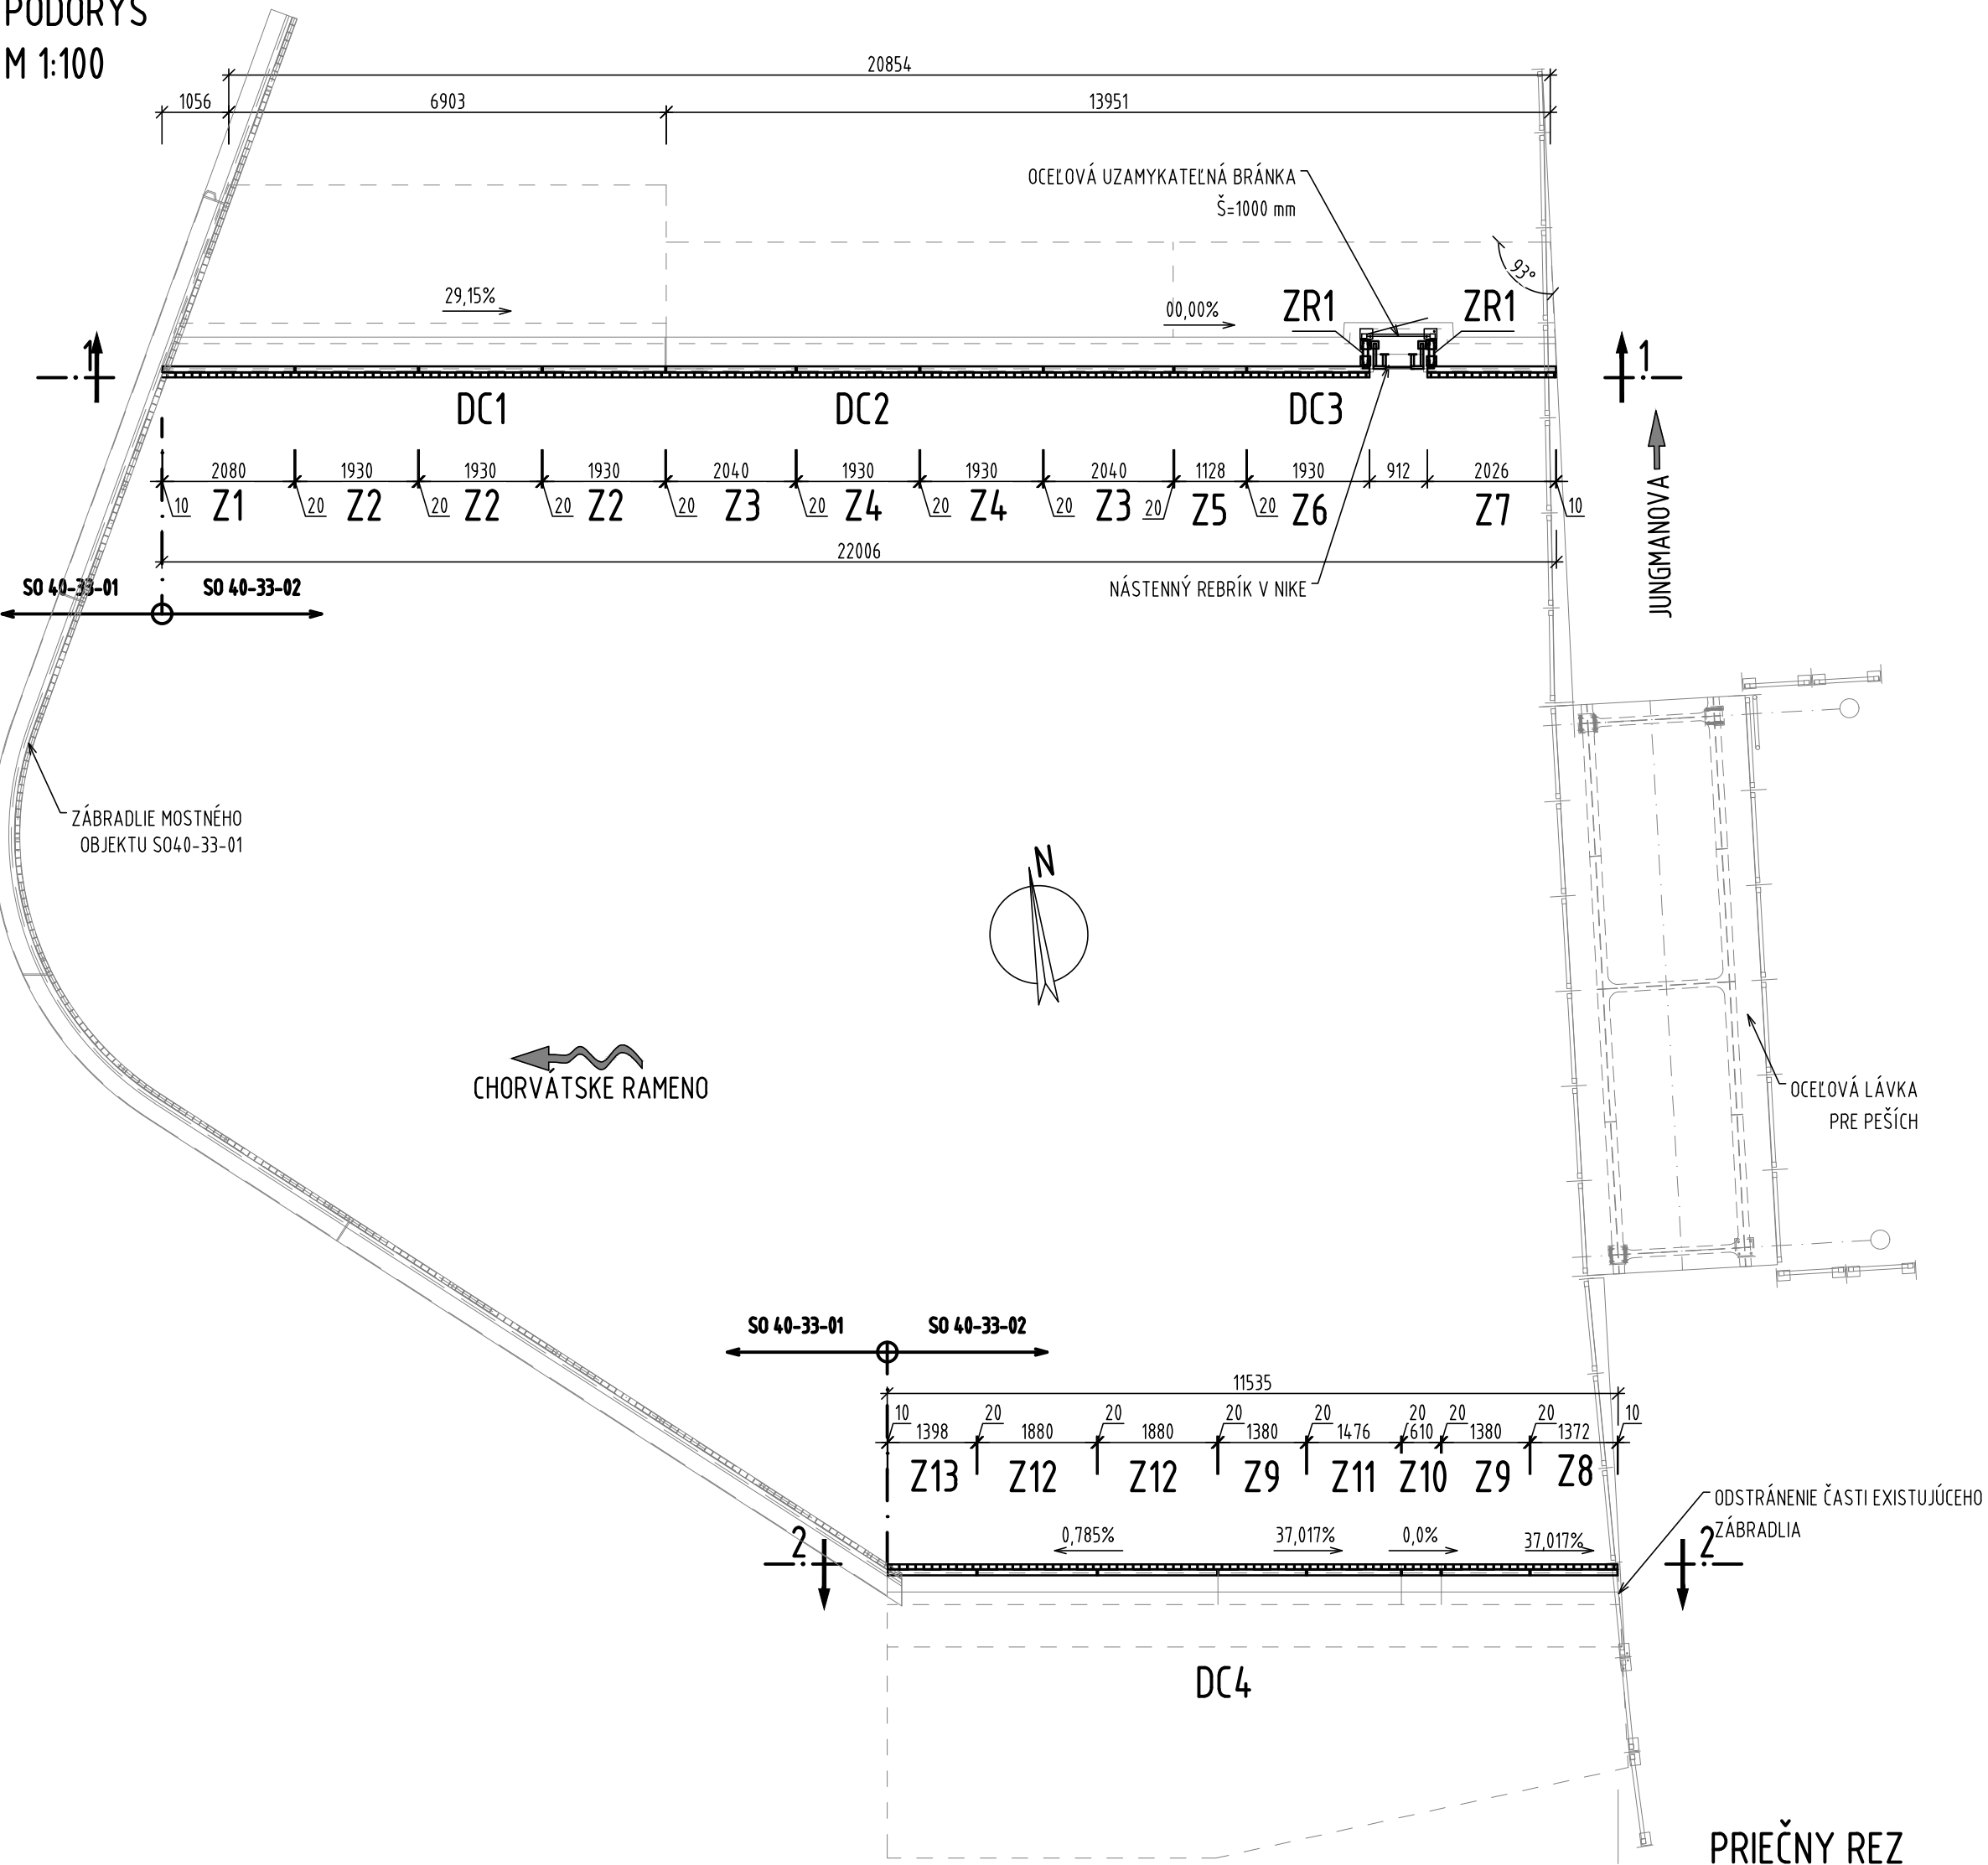 PÔDORYS
M 1:100
20854
1056
6903
13951
OCEĽOVÁ UZAMYKATEĽNÁ BRÁNKA
Š=1000 mm
93°
29,15%
00,00%
ZR1
ZR1
1
1
DC1
DC2
DC3
2080
1930
1930
1930
2040
1930
1930
2040
1128
1930
912
2026
10
Z1
20
Z2
20
Z2
20
Z2
20
Z3
20
Z4
20
Z4
20
Z3
20
Z5
20
Z6
Z7
10
JUNGMANOVA
22006
NÁSTENNÝ REBRÍK V NIKE
SO 40-33-01
SO 40-33-02
ZÁBRADLIE MOSTNÉHO
OBJEKTU SO40-33-01
N
CHORVÁTSKE RAMENO
OCEĽOVÁ LÁVKA
PRE PEŠÍCH
SO 40-33-01
SO 40-33-02
11535
10
20
20
20
20
20
20
20
10
1398
1880
1880
1380
1476
610
1380
1372
Z13
Z12
Z12
Z9
Z11
Z10
Z9
Z8
ODSTRÁNENIE ČASTI EXISTUJÚCEHO
ZÁBRADLIA
2
0,785%
37,017%
0,0%
37,017%
2
DC4
PRIEČNY REZ